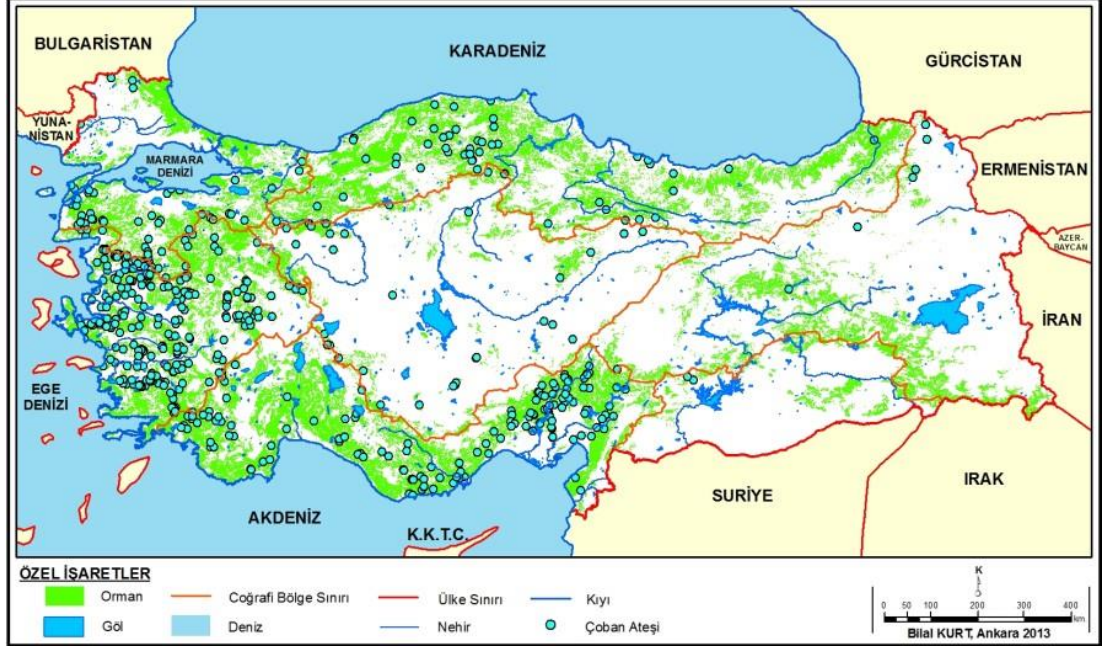 BULGARİSTAN
KARADENİZ
GÜRCİSTAN
YUNA-
NİSTAN
MARMARA
DENİZİ
ERMENİSTAN
AZER-
BAYCAN
İRAN
EGE
DENİZİ
SURİYE
IRAK
AKDENİZ
K.K.T.C.
ÖZEL İŞARETLER
Orman
Coğrafi Bölge Sınırı
Ülke Sınırı
Kıyı
Göl
Deniz
Nehir
Çoban Ateşi
K
0 50 100 200 300 400
km
Bilal KURT, Ankara 2013